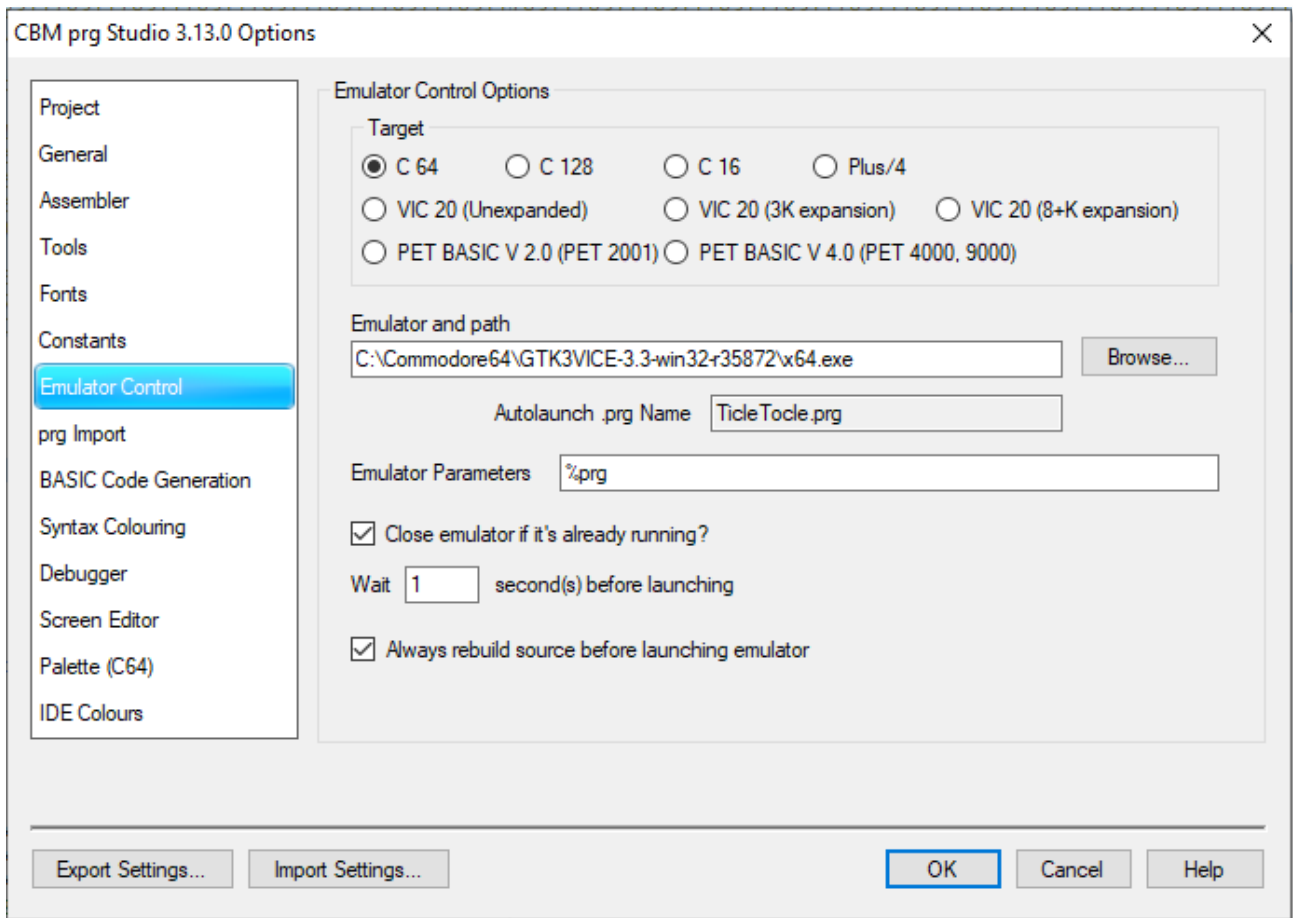 CBM prg Studio 3.13.0 Options
Project
General
Assembler
Tools
Fonts
Constants
Emulator Control
prg Import
BASIC Code Generation
Syntax Colouring
Debugger
Screen Editor
Palette (C64)
IDE Colours
Emulator Control Options
Target
C 64 C 128 C 16 Plus/4
VIC 20 (Unexpanded) VIC 20 (3K expansion) VIC 20 (8+K expansion)
PET BASIC V 2.0 (PET 2001) PET BASIC V 4.0 (PET 4000, 9000)
Emulator and path
C:\Commodore64\GTK3VICE-3.3-win32-r35872\x64.exe Browse...
Autolaunch .prg Name TicleTocle.prg
Emulator Parameters %prg
Close emulator if it's already running?
Wait 1 second(s) before launching
Always rebuild source before launching emulator
Export Settings... Import Settings... OK Cancel Help